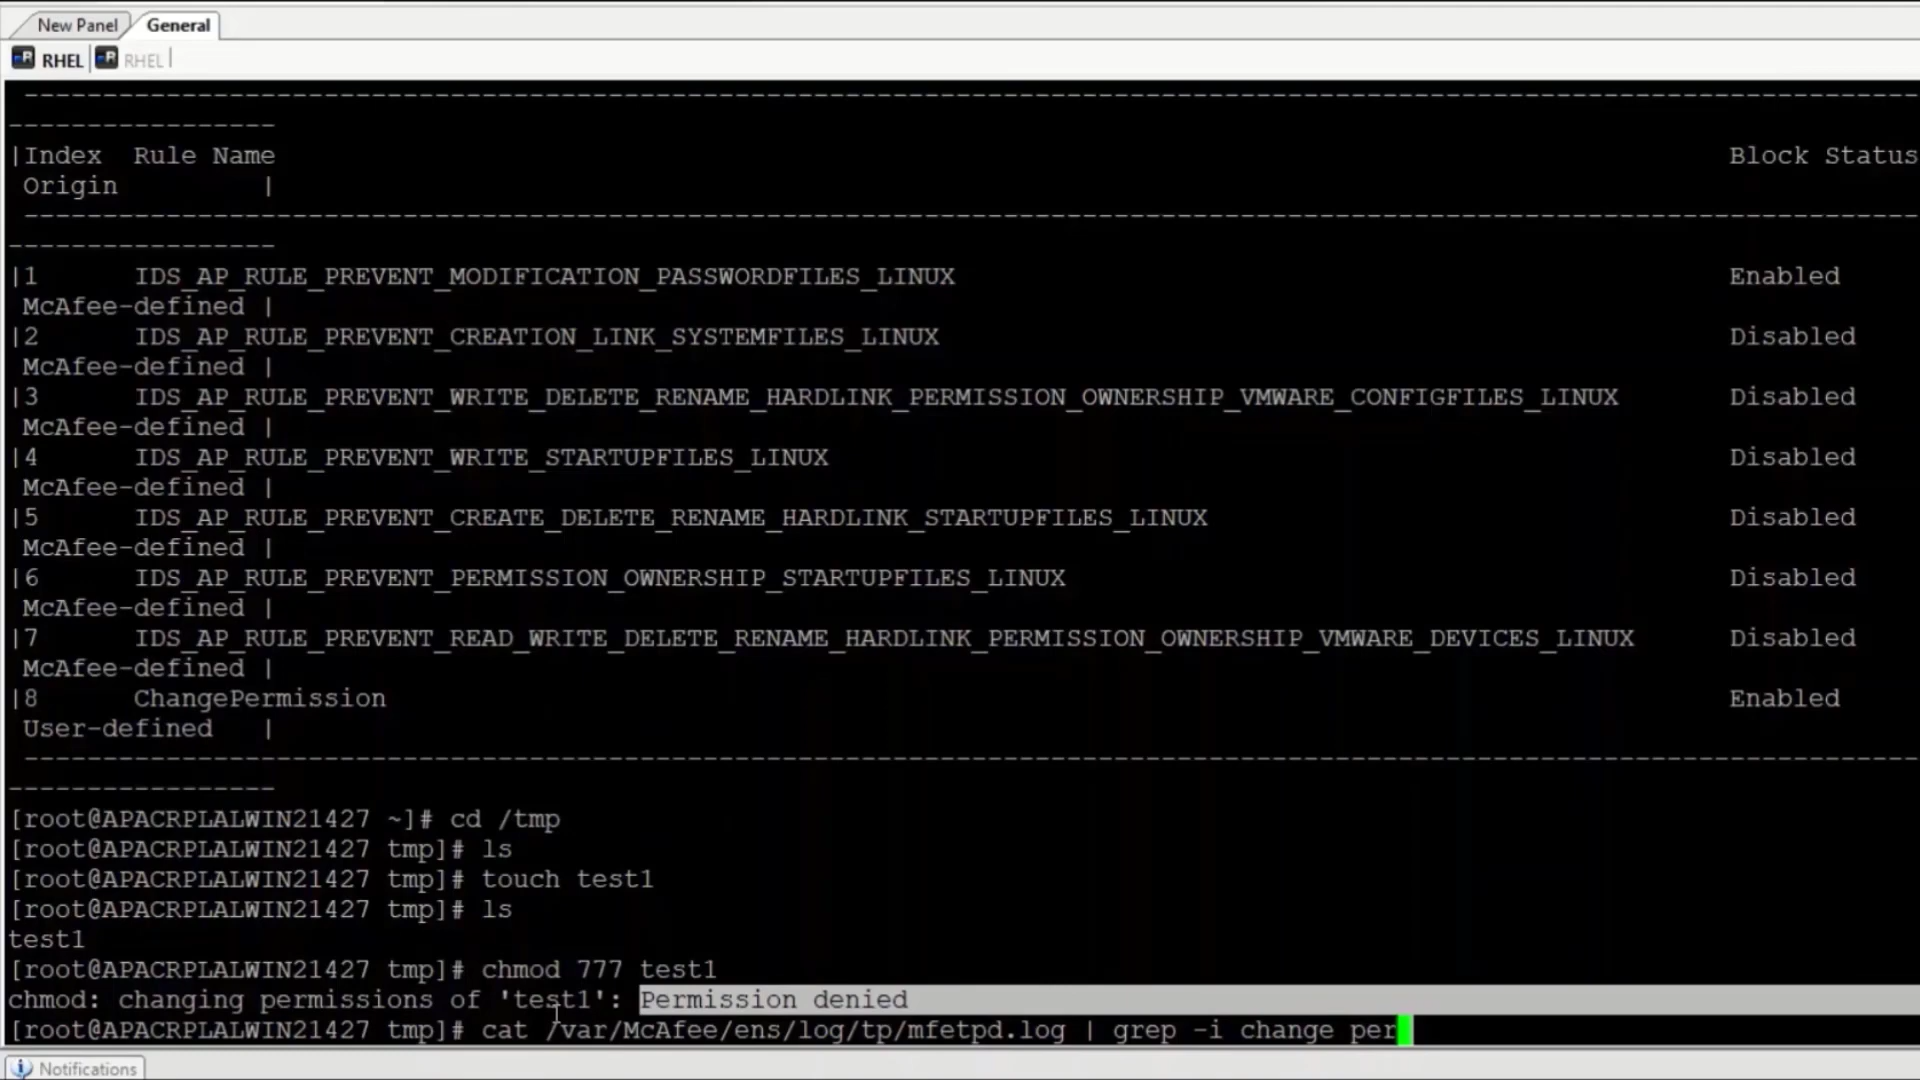 New Panel General
RHEL RHEL
--------------------------------------------------------------------------------------------------------------------------
-----------------
|Index  Rule Name                                                                                             Block Status
 Origin          |
--------------------------------------------------------------------------------------------------------------------------
-----------------
|1      IDS_AP_RULE_PREVENT_MODIFICATION_PASSWORDFILES_LINUX                                                  Enabled
 McAfee-defined |
|2      IDS_AP_RULE_PREVENT_CREATION_LINK_SYSTEMFILES_LINUX                                                   Disabled
 McAfee-defined |
|3      IDS_AP_RULE_PREVENT_WRITE_DELETE_RENAME_HARDLINK_PERMISSION_OWNERSHIP_VMWARE_CONFIGFILES_LINUX       Disabled
 McAfee-defined |
|4      IDS_AP_RULE_PREVENT_WRITE_STARTUPFILES_LINUX                                                          Disabled
 McAfee-defined |
|5      IDS_AP_RULE_PREVENT_CREATE_DELETE_RENAME_HARDLINK_STARTUPFILES_LINUX                                  Disabled
 McAfee-defined |
|6      IDS_AP_RULE_PREVENT_PERMISSION_OWNERSHIP_STARTUPFILES_LINUX                                           Disabled
 McAfee-defined |
|7      IDS_AP_RULE_PREVENT_READ_WRITE_DELETE_RENAME_HARDLINK_PERMISSION_OWNERSHIP_VMWARE_DEVICES_LINUX      Disabled
 McAfee-defined |
|8      ChangePermission                                                                                      Enabled
 User-defined   |
--------------------------------------------------------------------------------------------------------------------------
-----------------
[root@APACRPLALWIN21427 ~]# cd /tmp
[root@APACRPLALWIN21427 tmp]# ls
[root@APACRPLALWIN21427 tmp]# touch test1
[root@APACRPLALWIN21427 tmp]# ls
test1
[root@APACRPLALWIN21427 tmp]# chmod 777 test1
chmod: changing permissions of 'test1': Permission denied
[root@APACRPLALWIN21427 tmp]# cat /var/McAfee/ens/log/tp/mfetpd.log | grep -i change per
Notifications